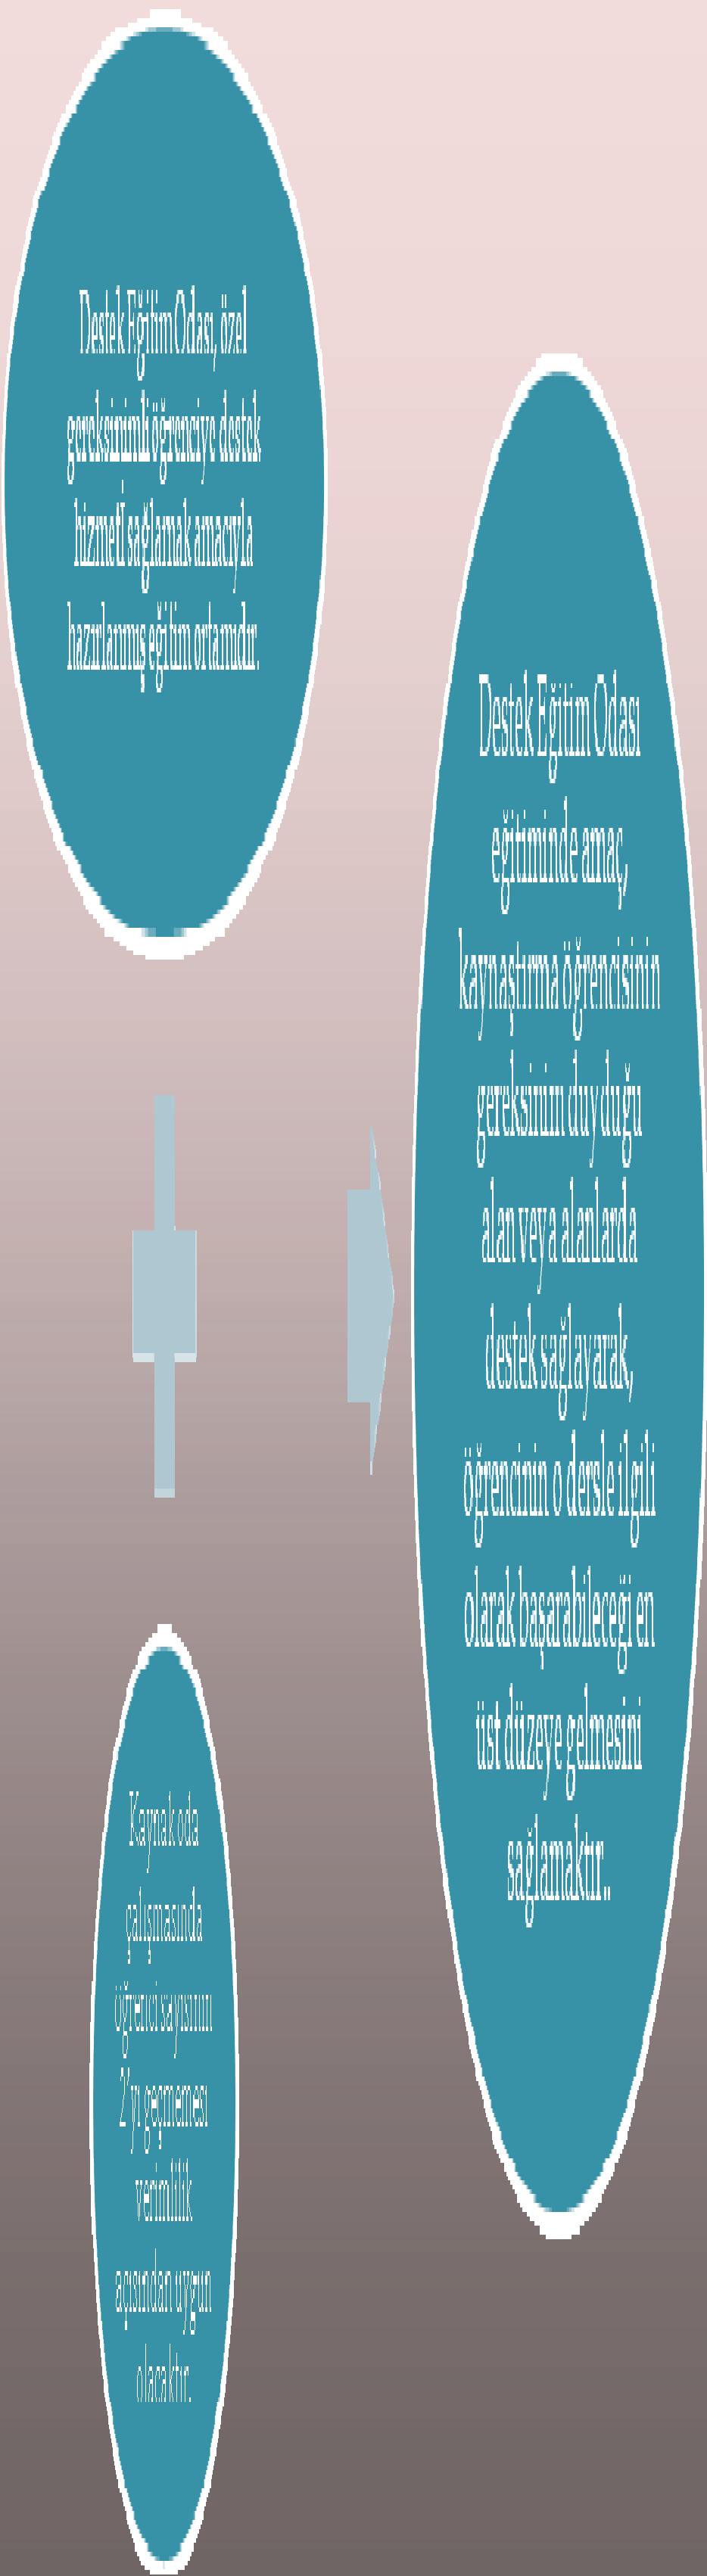 Destek Eğitim Odası, özel
gereksinimli öğrenciye destek
hizmeti sağlamak amacıyla
hazırlanmış eğitim ortamıdır.
Kaynak oda
çalışmasında
öğrenci sayısının
2’yi geçmemesi
verimlilik
açısından uygun
olacaktır.
Destek Eğitim Odası
eğitiminde amaç,
kaynaştırma öğrencisinin
gereksinim duyduğu
alan veya alanlarda
destek sağlayarak,
öğrencinin o dersle ilgili
olarak başarabileceği en
üst düzeye gelmesini
sağlamaktır..